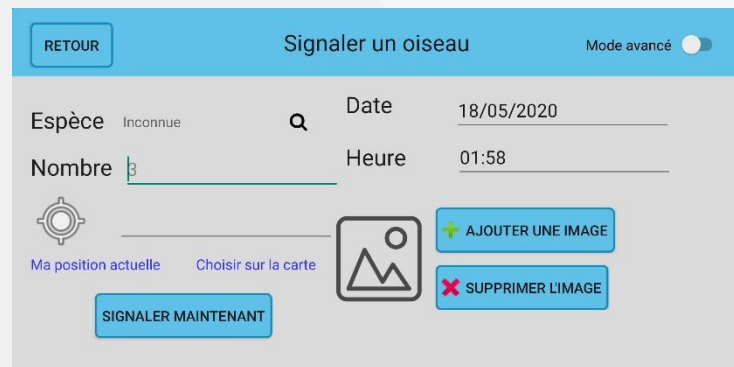 RETOUR
Signaler un oiseau
Mode avancé
Espèce Inconnue
Date 18/05/2020
Nombre 3
Heure 01:58
Ma position actuelle
Choisir sur la carte
AJOUTER UNE IMAGE
SUPPRIMER L'IMAGE
SIGNALER MAINTENANT